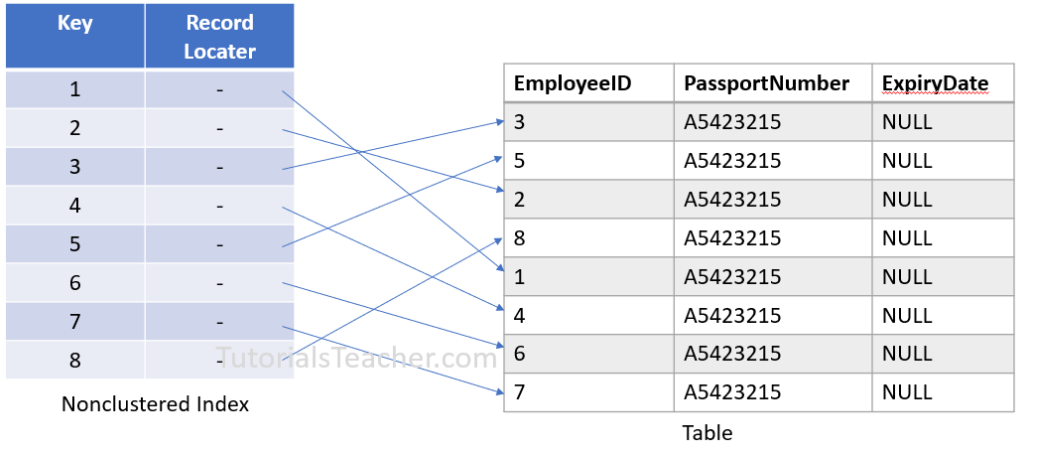 Key Record Locater
1 -
2 -
3 -
4 -
5 -
6 -
7 -
8 -
Nonclustered Index
EmployeeID PassportNumber ExpiryDate
3 A5423215 NULL
5 A5423215 NULL
2 A5423215 NULL
8 A5423215 NULL
1 A5423215 NULL
4 A5423215 NULL
6 A5423215 NULL
7 A5423215 NULL
Table
TutorialsTeacher.com